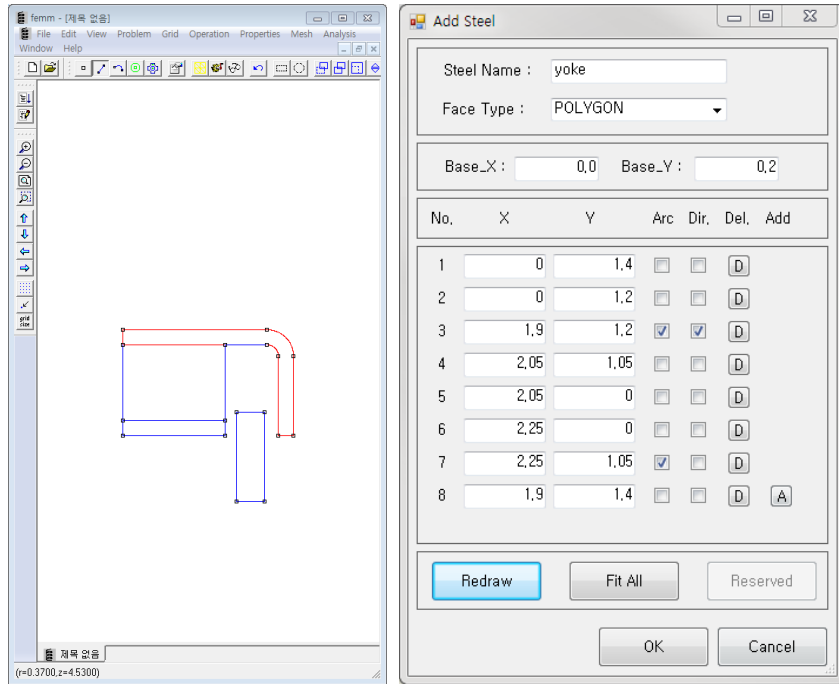 femm - [제목 없음]
File Edit View Problem Grid Operation Properties Mesh Analysis
Window Help
grid
size
제목 없음
(r=0.3700,z=4.5300)
Add Steel
Steel Name : yoke
Face Type : POLYGON
Base_X : 0,0 Base_Y : 0,2
No, X Y Arc Dir, Del, Add
1 0 1,4 D
2 0 1,2 D
3 1,9 1,2 D
4 2,05 1,05 D
5 2,05 0 D
6 2,25 0 D
7 2,25 1,05 D
8 1,9 1,4 D A
Redraw Fit All Reserved
OK Cancel